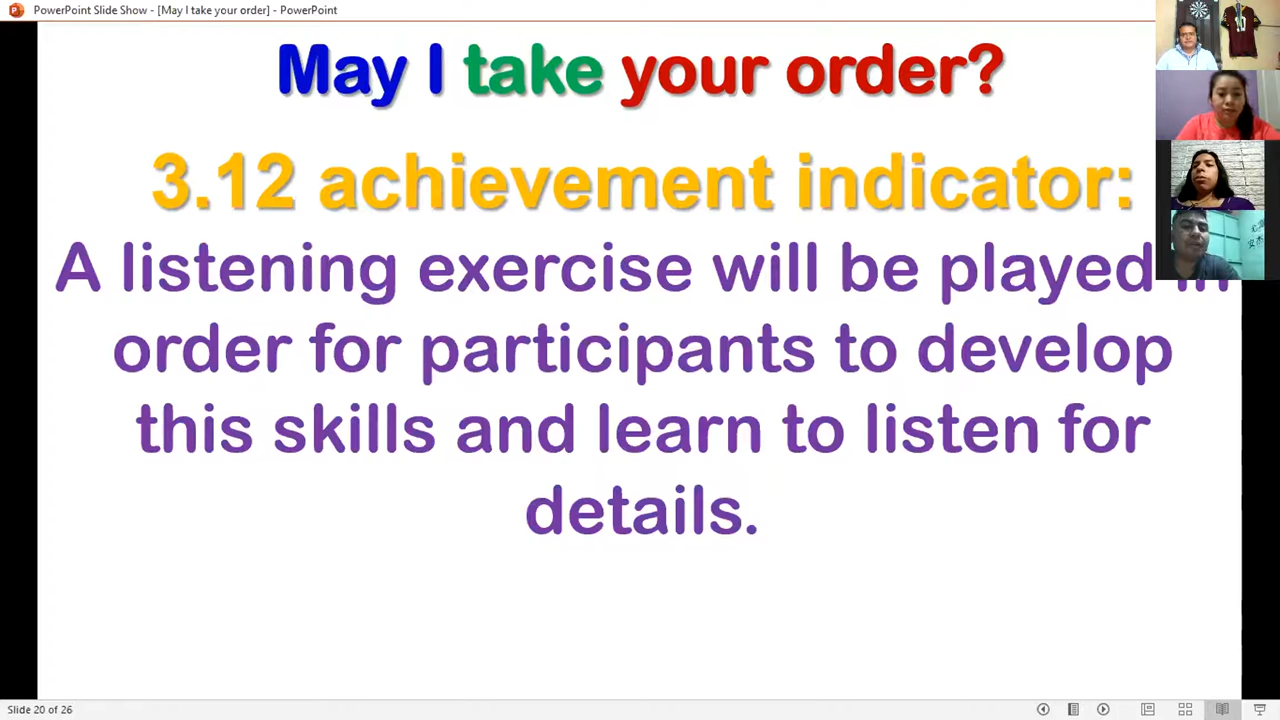 PowerPoint Slide Show - [May I take your order] - PowerPoint
May I take your order?
3.12 achievement indicator:
A listening exercise will be played in
order for participants to develop
this skills and learn to listen for
details.
Slide 20 of 26